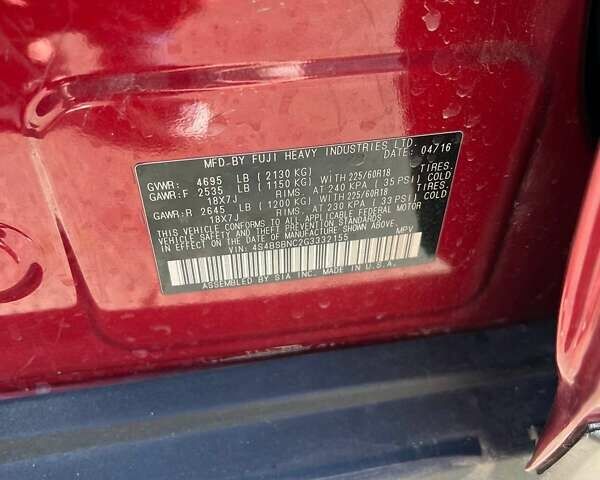 MFD.BY FUJI HEAVY INDUSTRIES LTD.
DATE: 04/16
GVWR: 4695 LB ( 2130 KG)
GAWR:F 2535 LB ( 1150 KG) WITH 225/60R18 TIRES.
18X7J RIMS. AT 240 KPA ( 35 PSI) COLD
GAWR:R 2645 LB ( 1200 KG) WITH 225/60R18 TIRES.
18X7J RIMS. AT 230 KPA ( 33 PSI) COLD
THIS VEHICLE CONFORMS TO ALL APPLICABLE FEDERAL MOTOR
VEHICLE SAFETY AND THEFT PREVENTION STANDARDS IN EFFECT ON THE DATE OF
MANUFACTURE SHOWN ABOVE.
VIN: 4S4BSBNC2G3332155 MPV
ASSEMBLED BY SIA INC. MADE IN U.S.A.